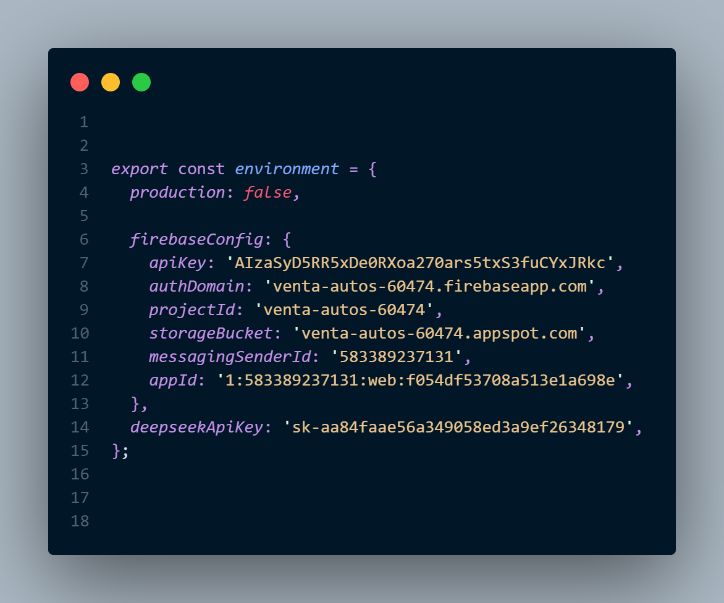 1
2
3 export const environment = {
4 production: false,
5
6 firebaseConfig: {
7 apiKey: 'AIzaSyD5RR5xDe0RXoa270ars5txS3fuCYxJRkc',
8 authDomain: 'venta-autos-60474.firebaseapp.com',
9 projectId: 'venta-autos-60474',
10 storageBucket: 'venta-autos-60474.appspot.com',
11 messagingSenderId: '583389237131',
12 appId: '1:583389237131:web:f054df53708a513e1a698e',
13 },
14 deepseekApiKey: 'sk-aa84faae56a349058ed3a9ef26348179',
15 };
16
17
18